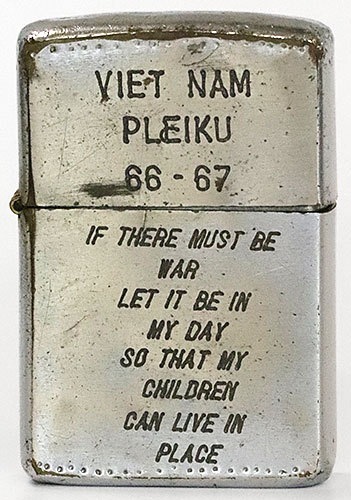 VIET NAM
PLEIKU
66 - 67
IF THERE MUST BE
WAR
LET IT BE IN
MY DAY
SO THAT MY
CHILDREN
CAN LIVE IN
PLACE